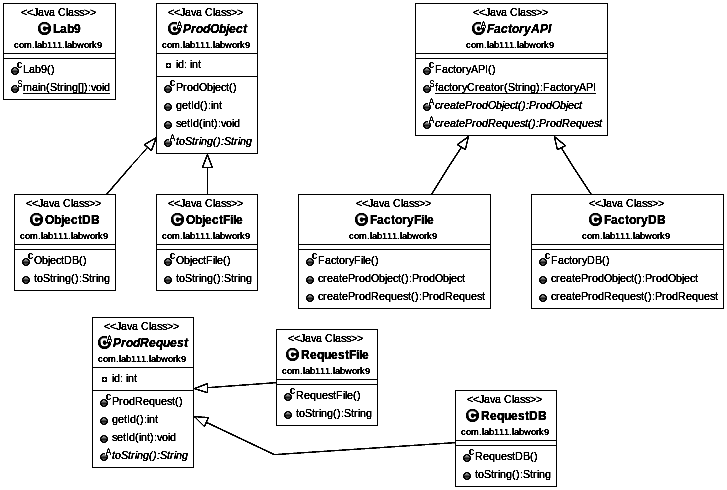 <<Java Class>>
Lab9
com.lab111.labwork9
Lab9()
main(String[]):void
<<Java Class>>
ProdObject
com.lab111.labwork9
id: int
ProdObject()
getId():int
setId(int):void
toString():String
<<Java Class>>
FactoryAPI
com.lab111.labwork9
FactoryAPI()
factoryCreator(String):FactoryAPI
createProdObject():ProdObject
createProdRequest():ProdRequest
<<Java Class>>
ObjectDB
com.lab111.labwork9
ObjectDB()
toString():String
<<Java Class>>
ObjectFile
com.lab111.labwork9
ObjectFile()
toString():String
<<Java Class>>
FactoryFile
com.lab111.labwork9
FactoryFile()
createProdObject():ProdObject
createProdRequest():ProdRequest
<<Java Class>>
FactoryDB
com.lab111.labwork9
FactoryDB()
createProdObject():ProdObject
createProdRequest():ProdRequest
<<Java Class>>
ProdRequest
com.lab111.labwork9
id: int
ProdRequest()
getId():int
setId(int):void
toString():String
<<Java Class>>
RequestFile
com.lab111.labwork9
RequestFile()
toString():String
<<Java Class>>
RequestDB
com.lab111.labwork9
RequestDB()
toString():String